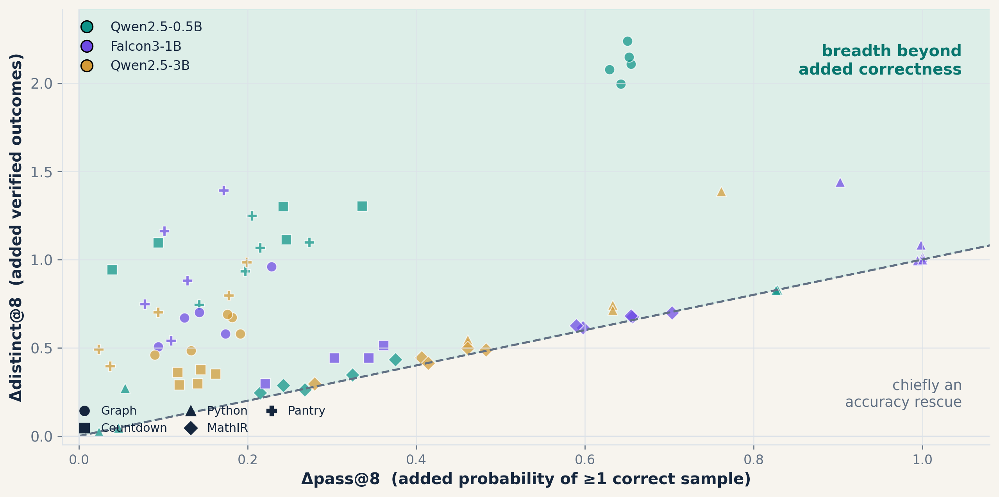 Qwen2.5-0.5B
Falcon3-1B
Qwen2.5-3B
breadth beyond
added correctness
chiefly an
accuracy rescue
Graph
Countdown
Python
MathIR
Pantry
2.0
1.5
1.0
0.5
0.0
0.0
0.2
0.4
0.6
0.8
1.0
Δdistinct@8 (added verified outcomes)
Δpass@8 (added probability of ≥1 correct sample)